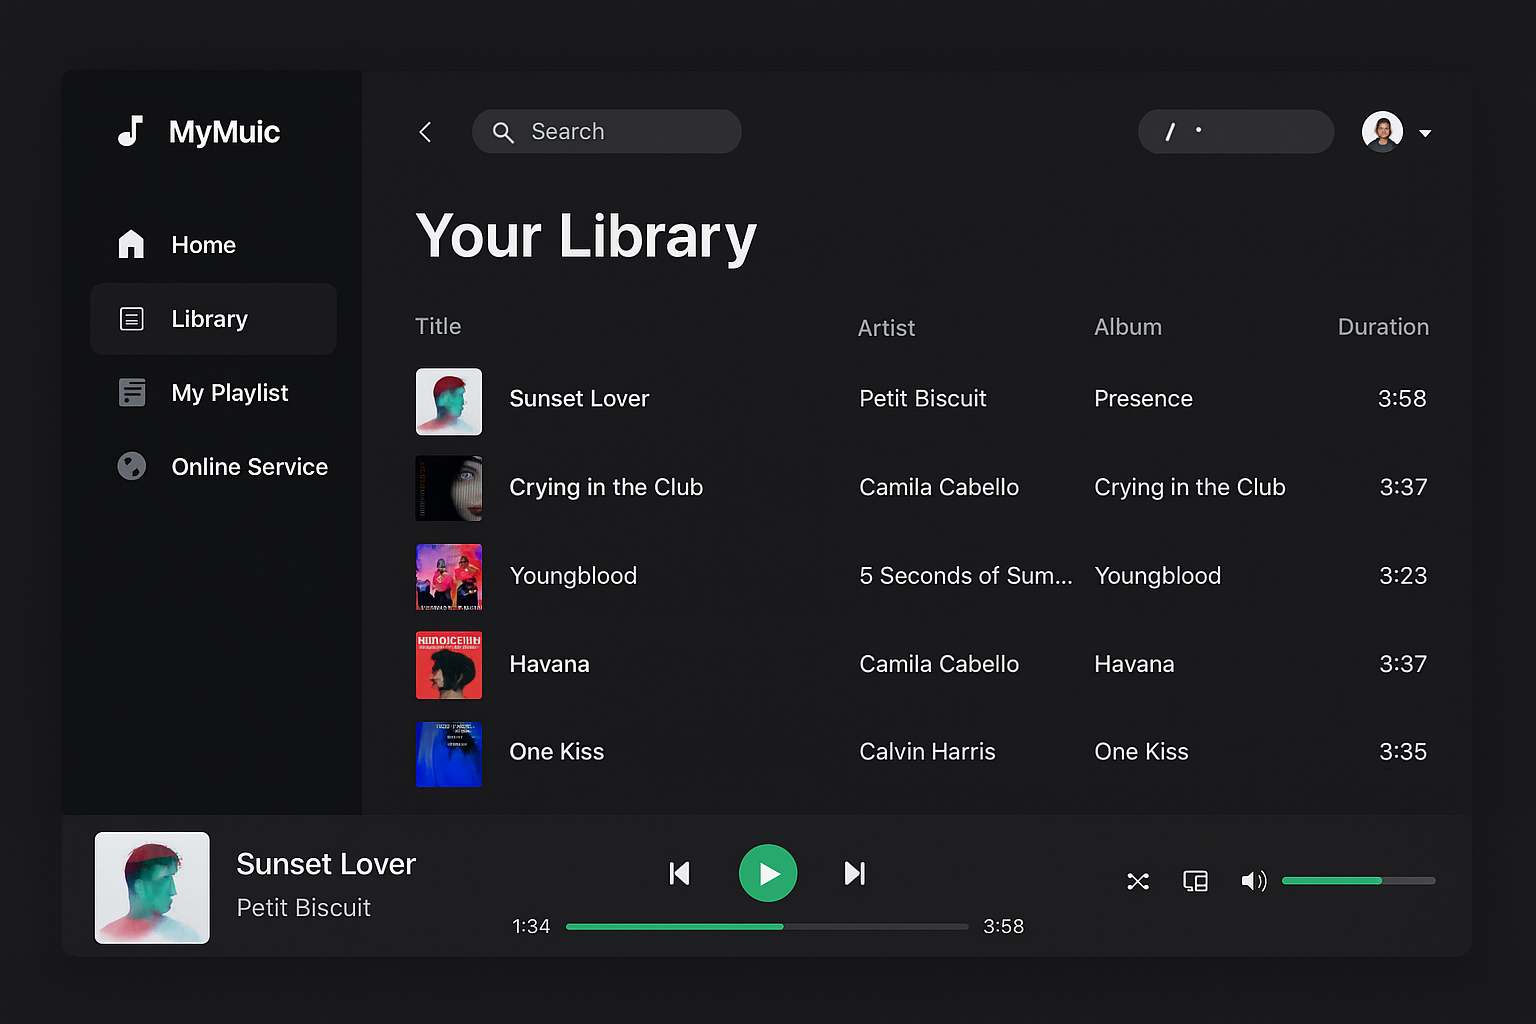 MyMuic
Search
/ •
Home
Library
My Playlist
Online Service
Your Library
Title Artist Album Duration
Sunset Lover Petit Biscuit Presence 3:58
Crying in the Club Camila Cabello Crying in the Club 3:37
Youngblood 5 Seconds of Sum... Youngblood 3:23
Havana Camila Cabello Havana 3:37
One Kiss Calvin Harris One Kiss 3:35
Sunset Lover
Petit Biscuit
1:34 3:58